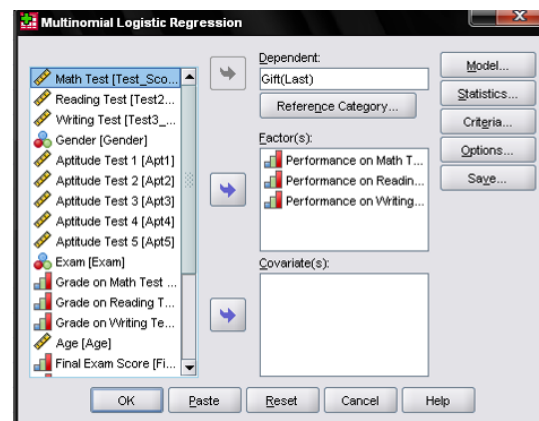 Multinomial Logistic Regression
Math Test [Test_Sco...
Reading Test [Test2...
Writing Test [Test3_...
Gender [Gender]
Aptitude Test 1 [Apt1]
Aptitude Test 2 [Apt2]
Aptitude Test 3 [Apt3]
Aptitude Test 4 [Apt4]
Aptitude Test 5 [Apt5]
Exam [Exam]
Grade on Math Test ...
Grade on Reading T...
Grade on Writing Te...
Age [Age]
Final Exam Score [Fi...
Dependent:
Gift(Last)
Reference Category...
Factor(s):
Performance on Math T...
Performance on Readin...
Performance on Writing...
Covariate(s):
Model...
Statistics...
Criteria...
Options...
Save...
OK
Paste
Reset
Cancel
Help